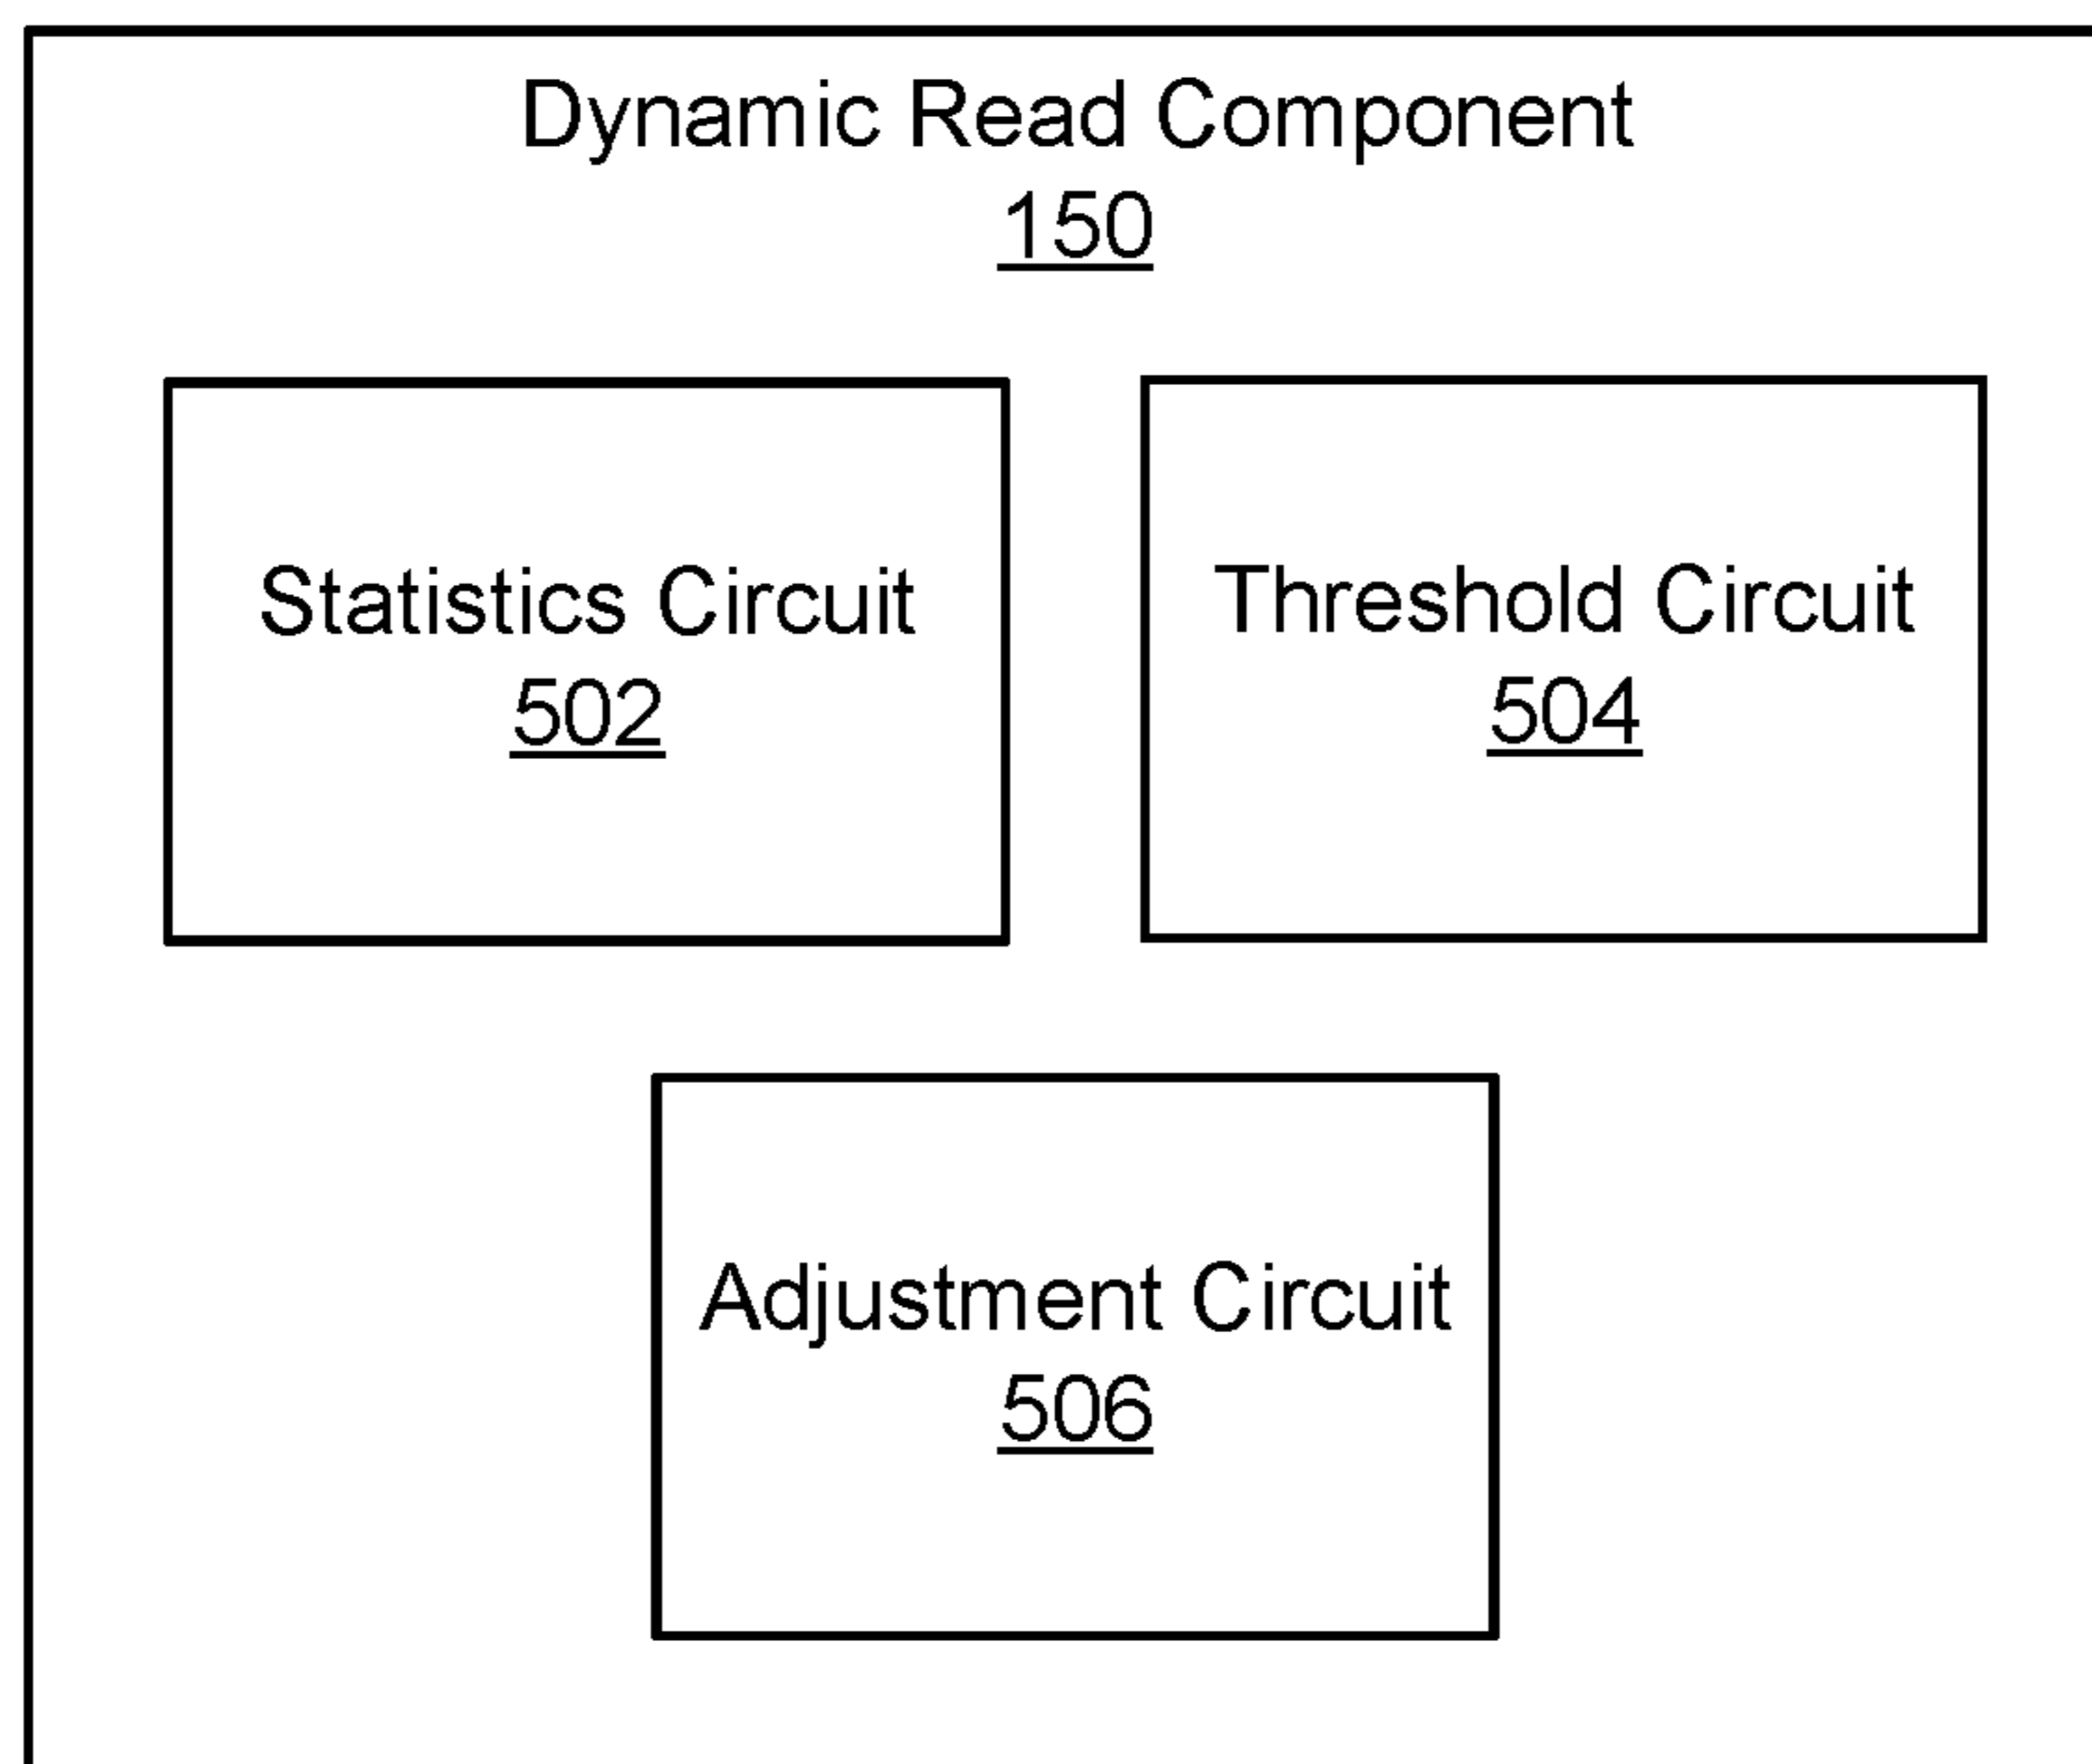 Dynamic Read Component
150
Statistics Circuit
502
Threshold Circuit
504
Adjustment Circuit
506